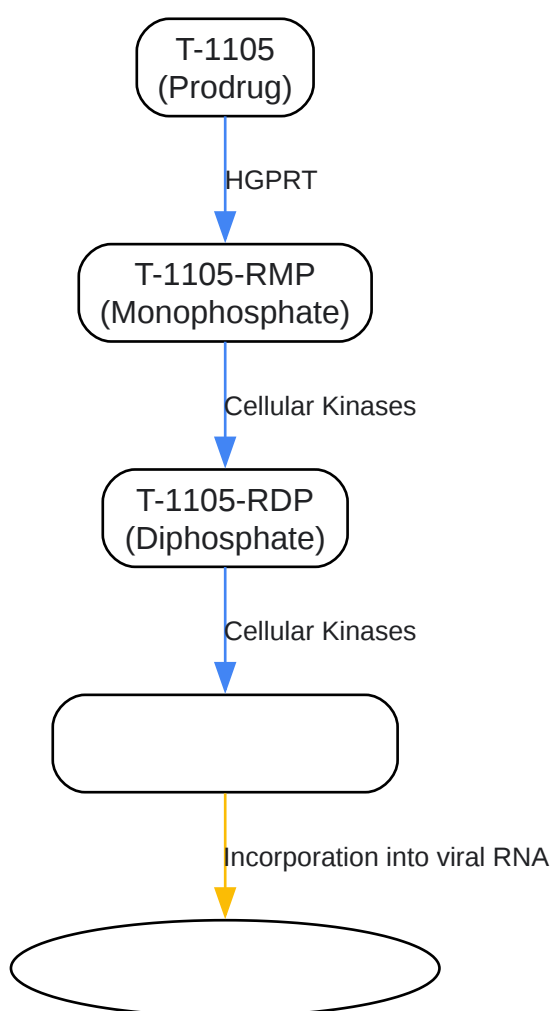 T-1105
(Prodrug)
HGPRT
T-1105-RMP
(Monophosphate)
Cellular Kinases
T-1105-RDP
(Diphosphate)
Cellular Kinases
Incorporation into viral RNA